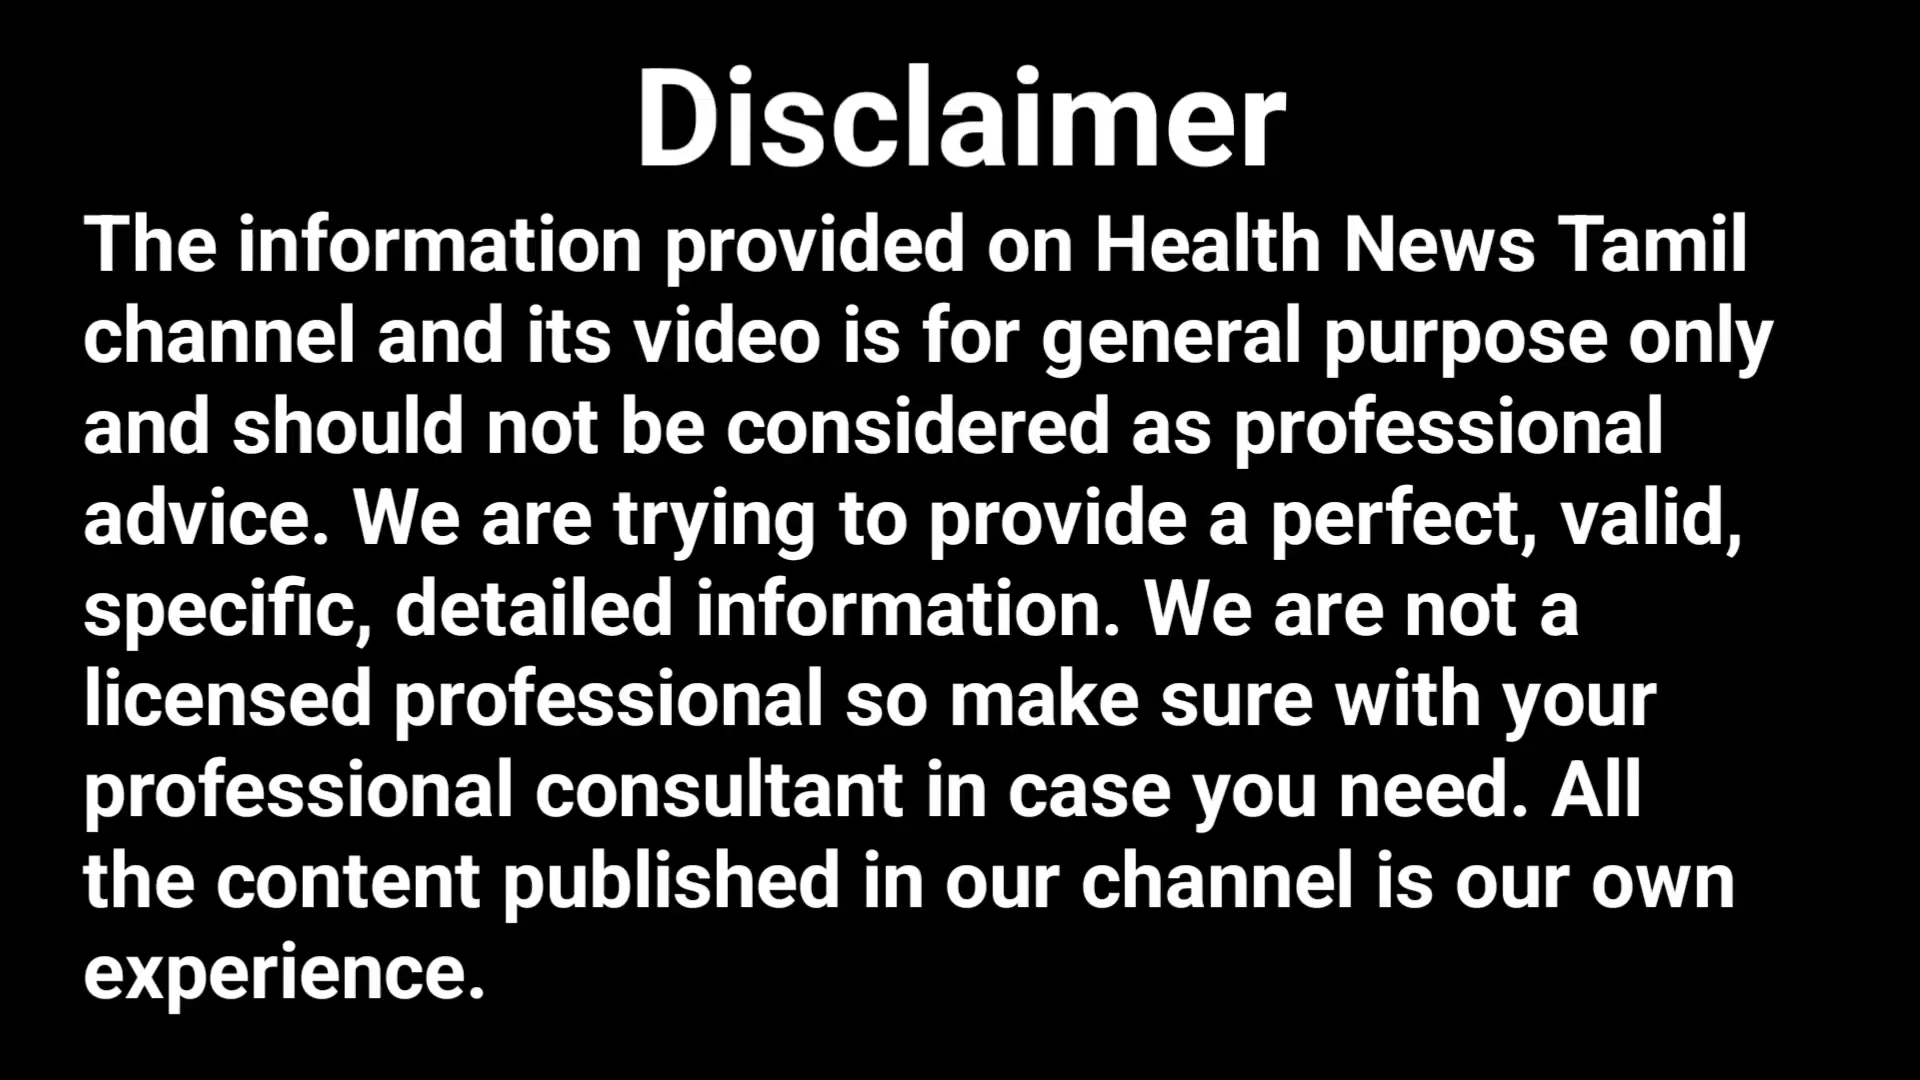 Disclaimer
The information provided on Health News Tamil
channel and its video is for general purpose only
and should not be considered as professional
advice. We are trying to provide a perfect, valid,
specific, detailed information. We are not a
licensed professional so make sure with your
professional consultant in case you need. All
the content published in our channel is our own
experience.